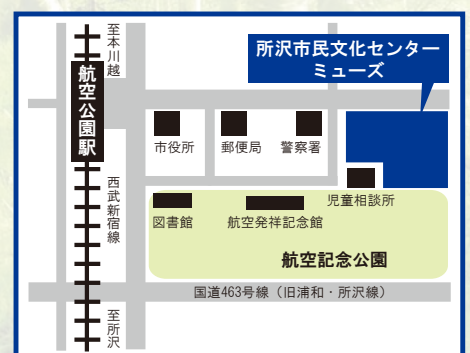 至本川越
航空公園駅
西武新宿線
至所沢
所沢市民文化センター
ミューズ
市役所
郵便局
警察署
児童相談所
図書館
航空発祥記念館
航空記念公園
国道463号線（旧浦和・所沢線）